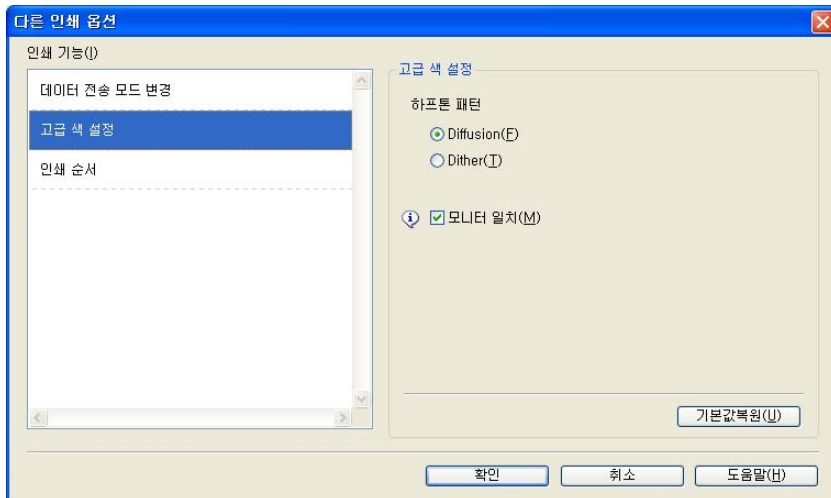 다른 인쇄 옵션
인쇄 기능(I)
데이터 전송 모드 변경
고급 색 설정
인쇄 순서
고급 색 설정
하프톤 패턴
Diffusion(F)
Dither(T)
모니터 일치(M)
기본값복원(U)
확인
취소
도움말(H)